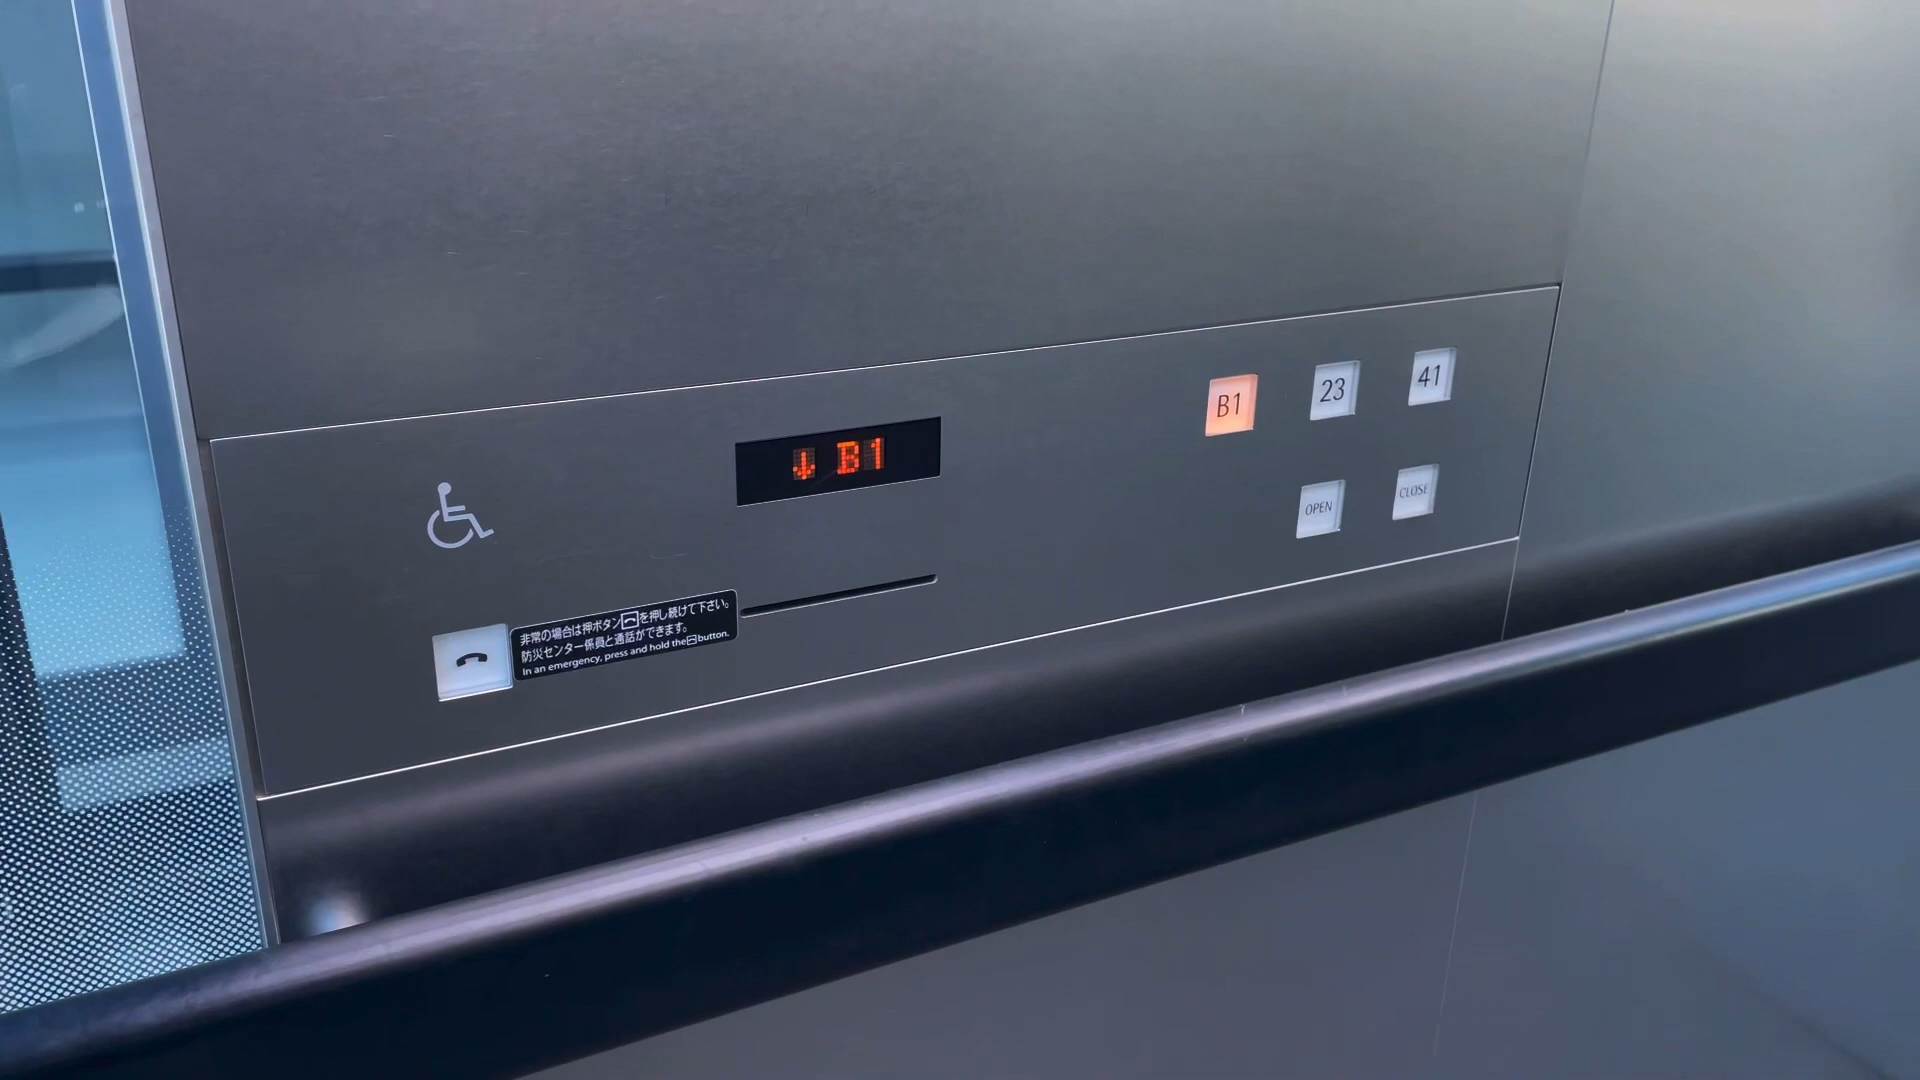 ↓ B1
B1
23
41
OPEN
CLOSE
非常の場合は押ボタンを押し続けて下さい。
防災センター係員と通話ができます。
In an emergency, press and hold the button.